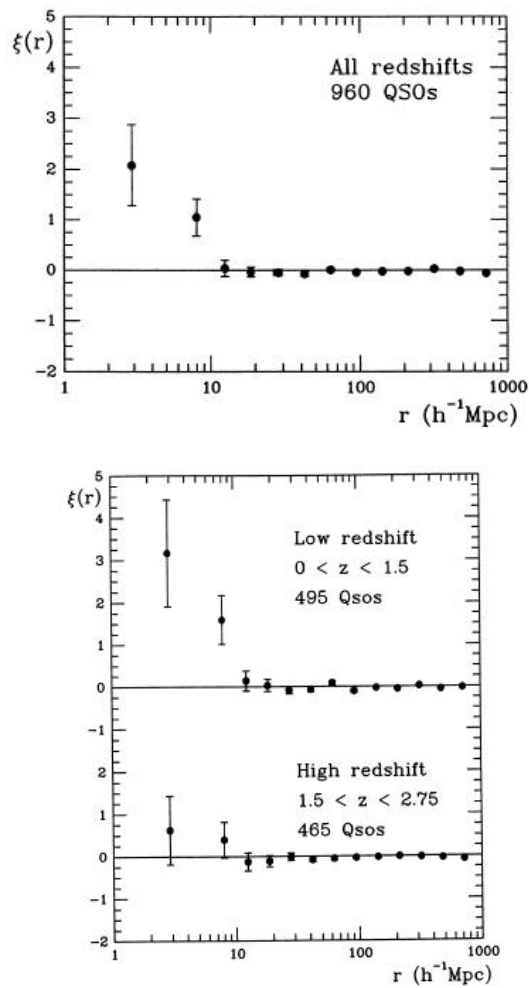 ξ(r)
5
4
3
2
1
0
−1
−2
All redshifts
960 QSOs
1 10 100 1000
r (h⁻¹Mpc)
ξ(r)
5
4
3
2
1
0
−1
Low redshift
0 < z < 1.5
495 Qsos
2
1
0
−1
−2
High redshift
1.5 < z < 2.75
465 Qsos
1 10 100 1000
r (h⁻¹Mpc)